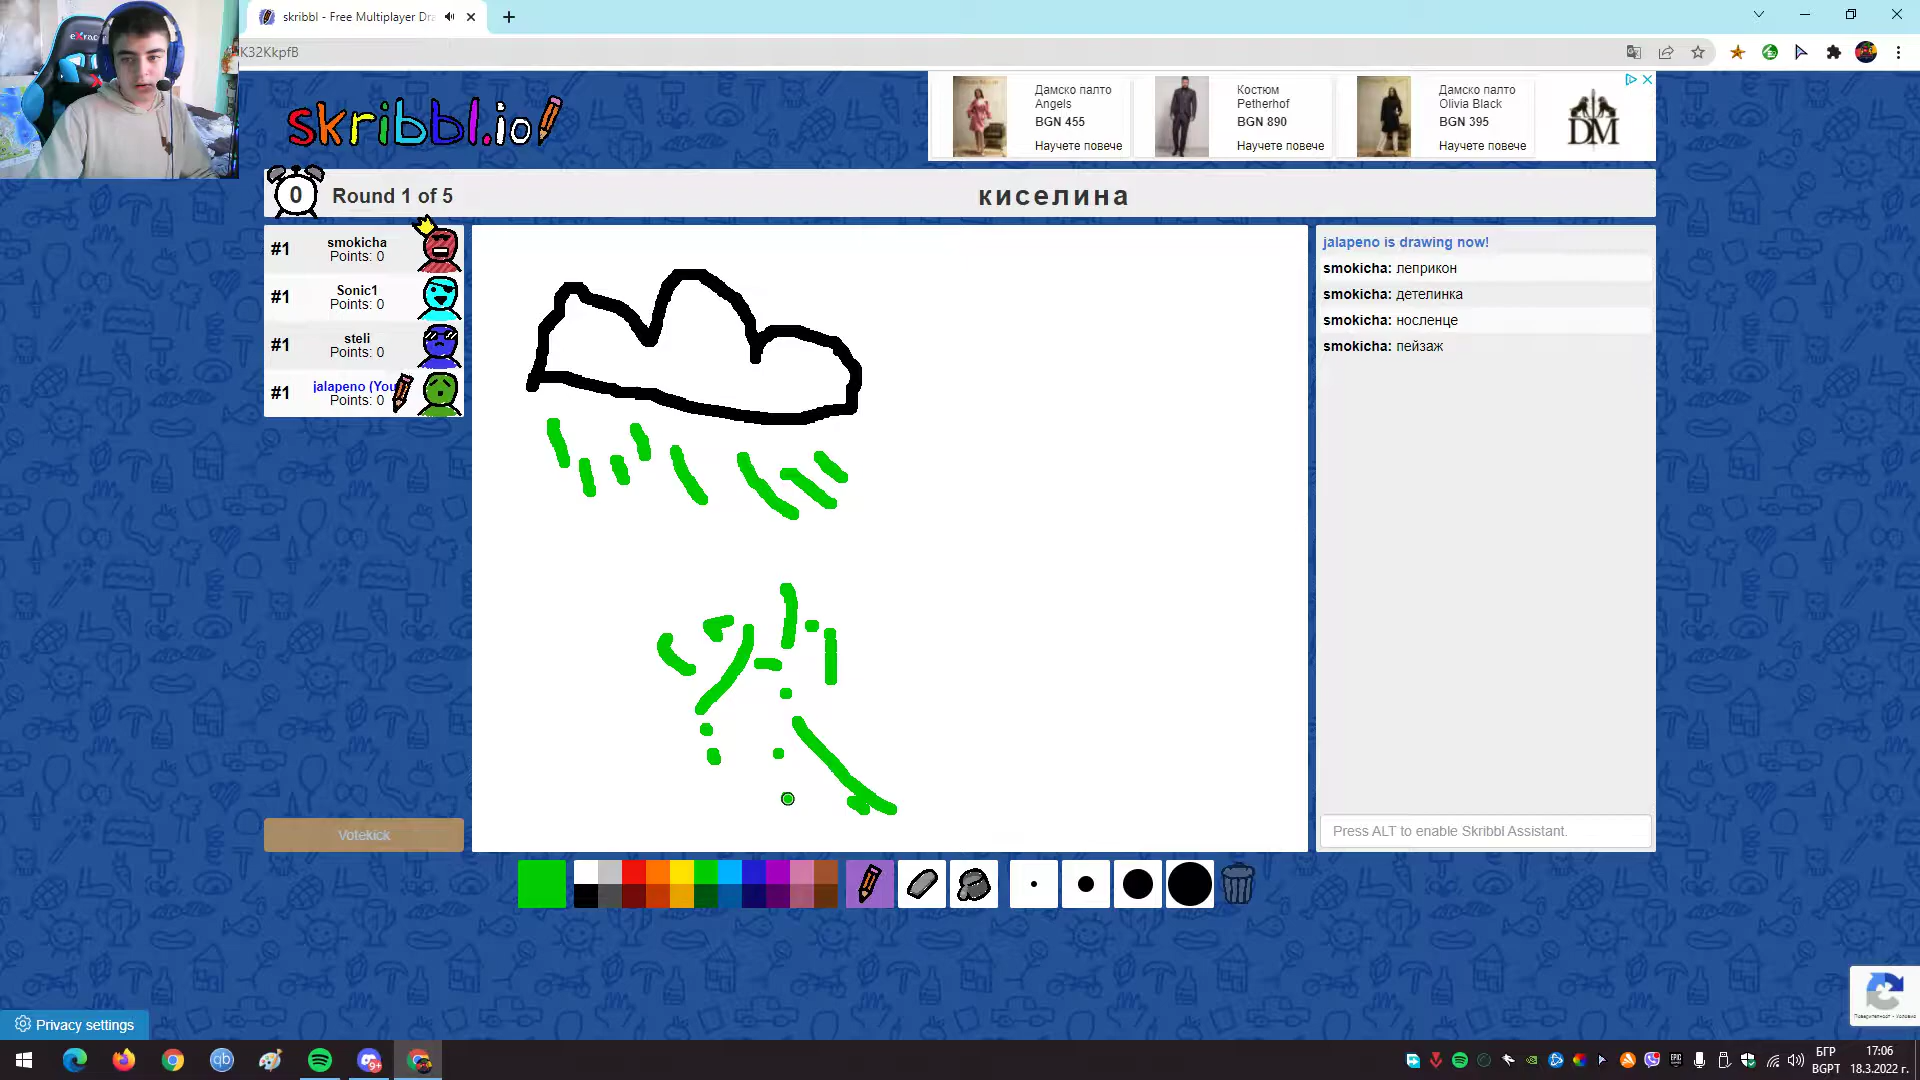 skribbl - Free Multiplayer Dra
K32KkpfB
skribbl.io
Дамско палто
Angels
BGN 455
Научете повече
Костюм
Petherhof
BGN 890
Научете повече
Дамско палто
Olivia Black
BGN 395
Научете повече
DM
0
Round 1 of 5
киселина
#1
smokicha
Points: 0
#1
Sonic1
Points: 0
#1
steli
Points: 0
#1
jalapeno (You
Points: 0
jalapeno is drawing now!
smokicha: леприкон
smokicha: детелинка
smokicha: носленце
smokicha: пейзаж
Votekick
Press ALT to enable Skribbl Assistant.
Privacy settings
qb
9+
EPIC
БГР
BGPT
17:06
18.3.2022 г.